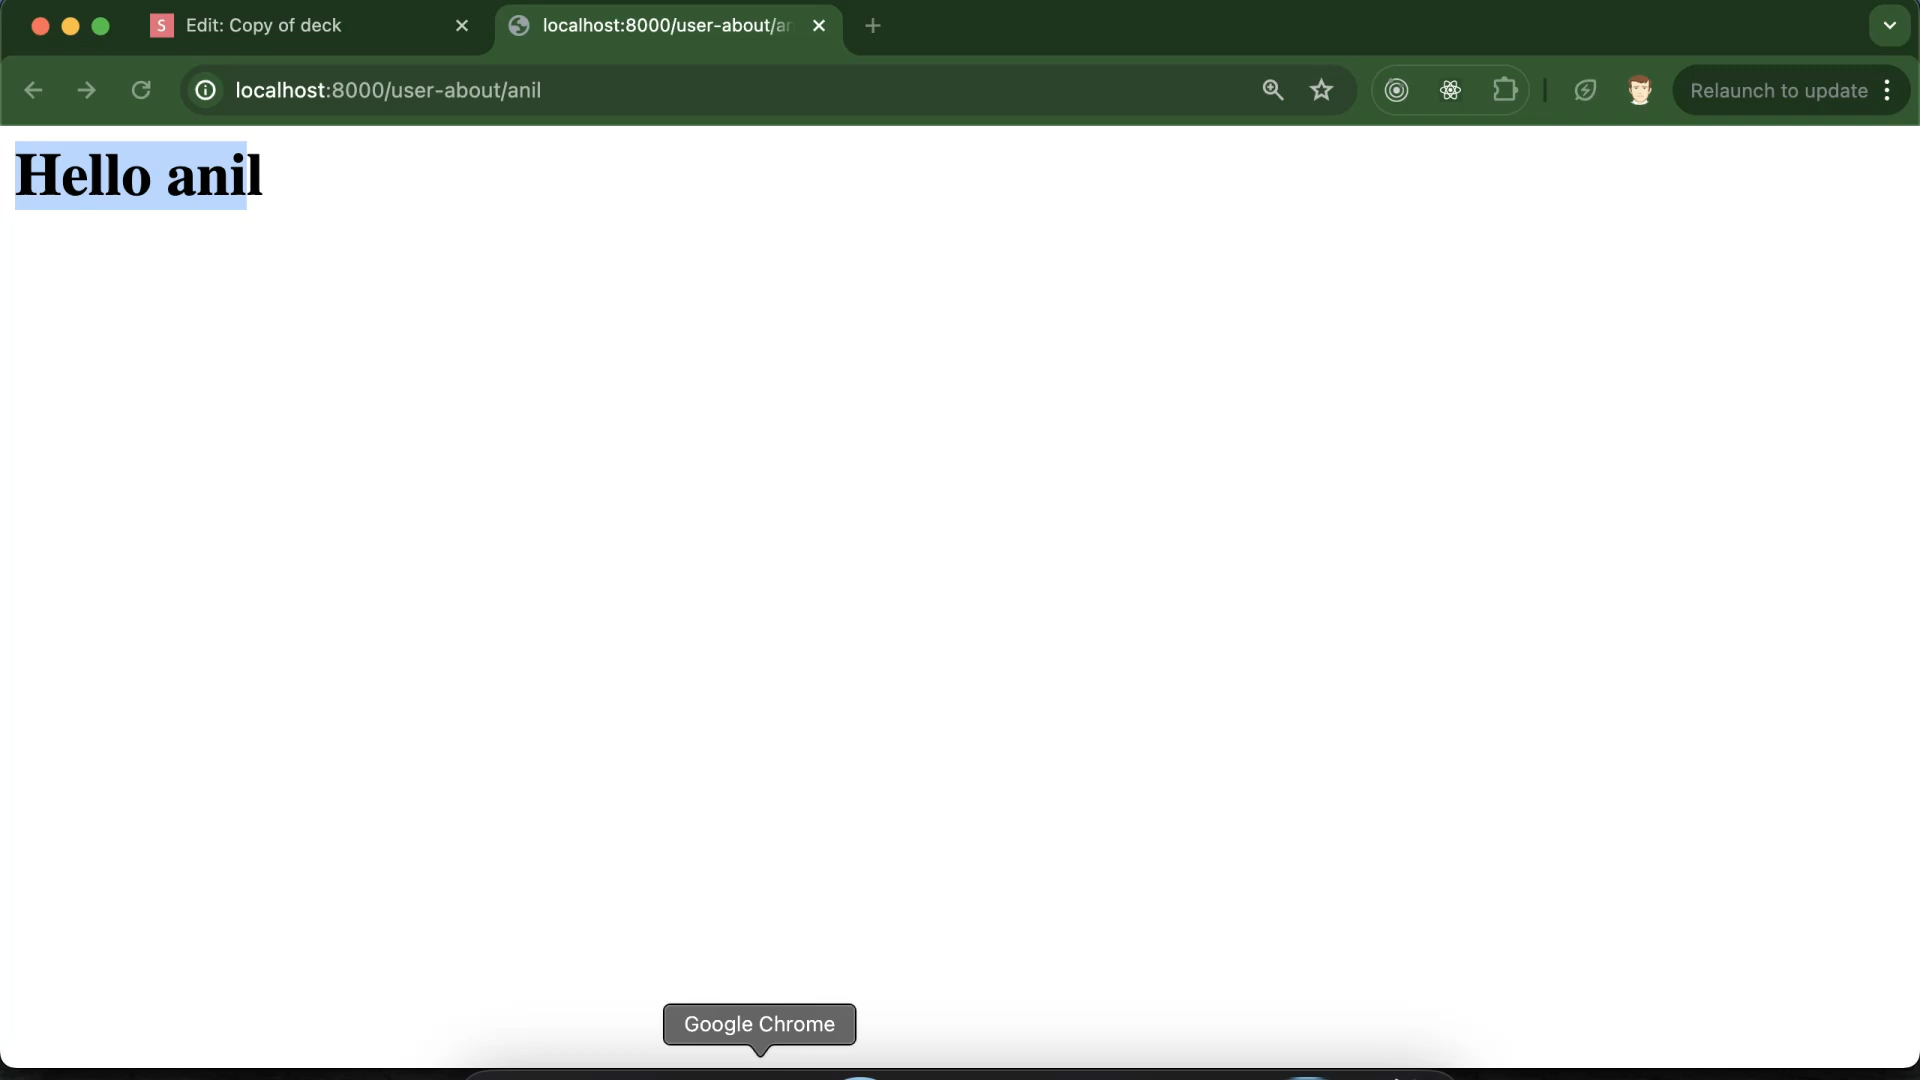 S Edit: Copy of deck
localhost:8000/user-about/an
localhost:8000/user-about/anil
Relaunch to update
Hello anil
Google Chrome